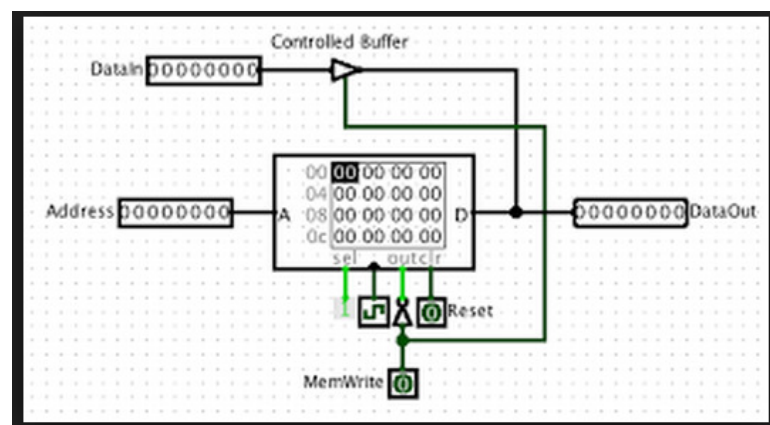 Controlled Buffer
DataIn 00000000
00 00 00 00 00
04 00 00 00 00
Address 00000000 A 08 00 00 00 00 D 00000000 DataOut
0c 00 00 00 00
sel out clr
1 0 Reset
MemWrite 0